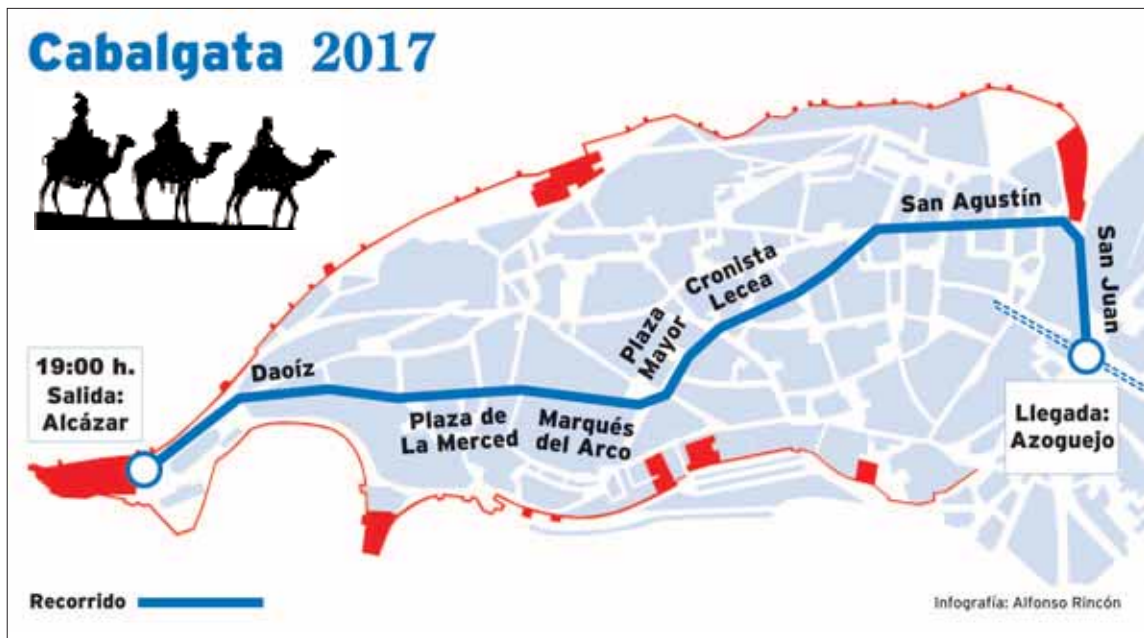 Cabalgata 2017
19:00 h.
Salida:
Alcázar
Daoíz
Plaza de
La Merced
Marqués
del Arco
Plaza
Mayor
Cronista
Lecea
San Agustín
San Juan
Llegada:
Azoguejo
Recorrido
Infografía: Alfonso Rincón